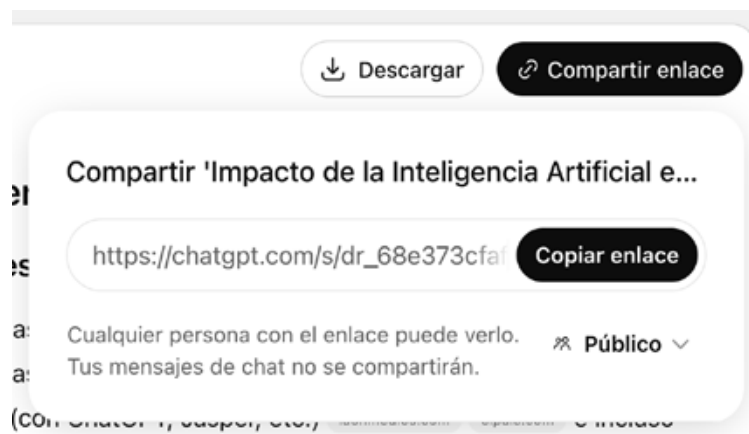 Descargar
Compartir enlace
Compartir 'Impacto de la Inteligencia Artificial e...
https://chatgpt.com/s/dr_68e373cfaf
Copiar enlace
Cualquier persona con el enlace puede verlo.
Tus mensajes de chat no se compartirán.
Público